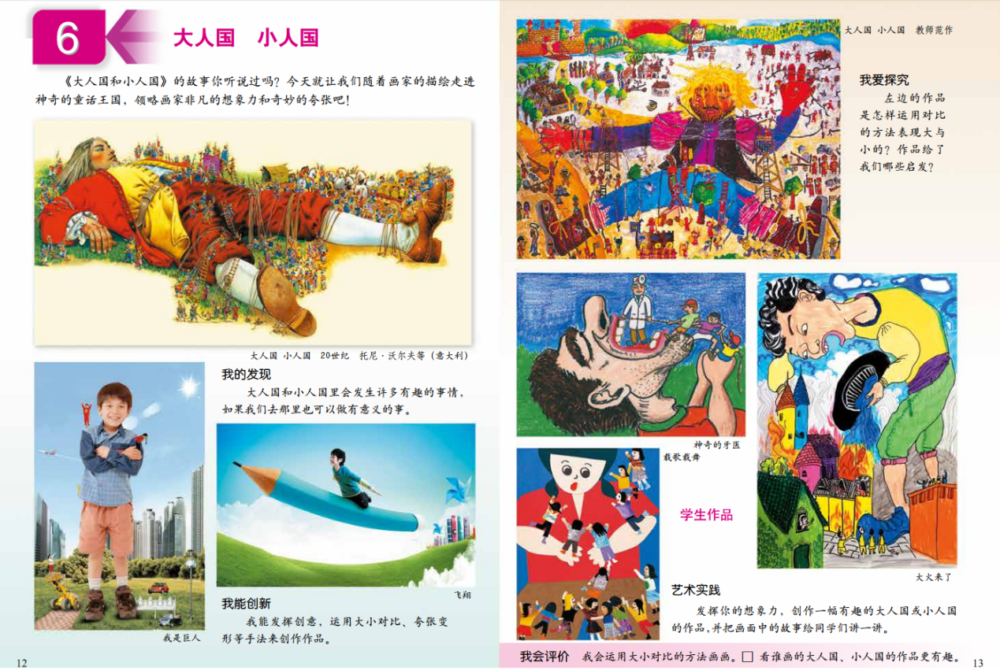 6
大人国 小人国
《大人国和小人国》的故事你听说过吗？今天就让我们随着画家的描绘走进
神奇的童话王国，领略画家非凡的想象力和奇妙的夸张吧！
大人国 小人国 20世纪 托尼·沃尔夫等（意大利）
我的发现
大人国和小人国里会发生许多有趣的事情，
如果我们去那里也可以做有意义的事。
飞翔
我能创新
我能发挥创意，运用大小对比、夸张变
形等手法来创作作品。
我是巨人
12
大人国 小人国 教师范作
我爱探究
左边的作品
是怎样运用对比
的方法表现大与
小的？作品给了
我们哪些启发？
神奇的牙医
载歌载舞
学生作品
大火来了
艺术实践
发挥你的想象力，创作一幅有趣的大人国或小人国
的作品，并把画面中的故事给同学们讲一讲。
我会评价 我会运用大小对比的方法画画。□ 看谁画的大人国、小人国的作品更有趣。
13